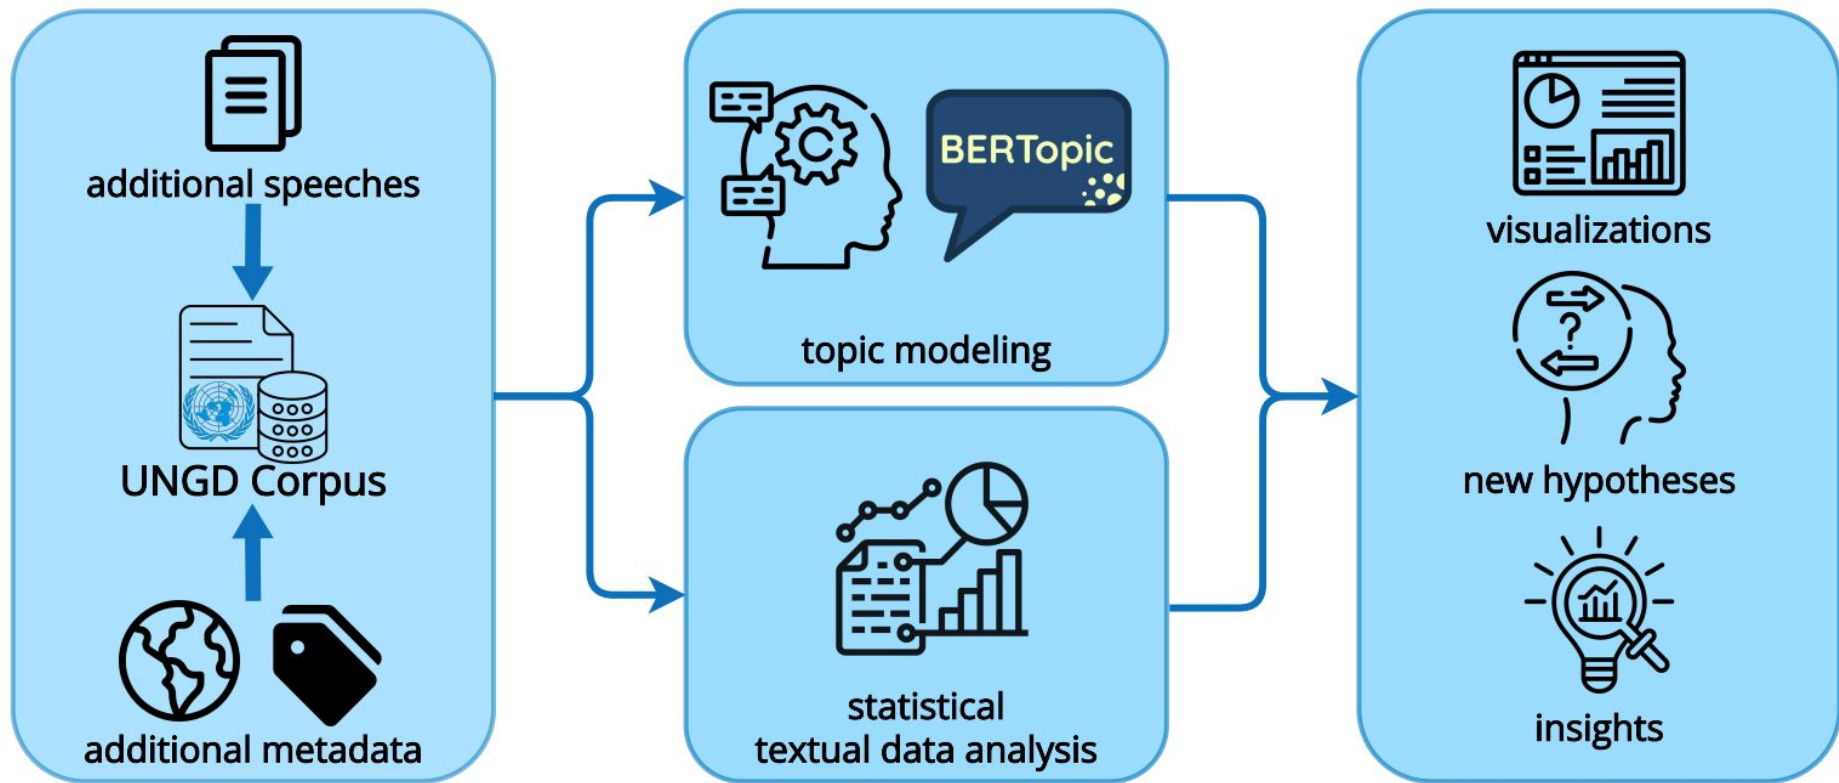 additional speeches
UNGD Corpus
additional metadata
BERTopic
topic modeling
statistical
textual data analysis
visualizations
?
new hypotheses
insights